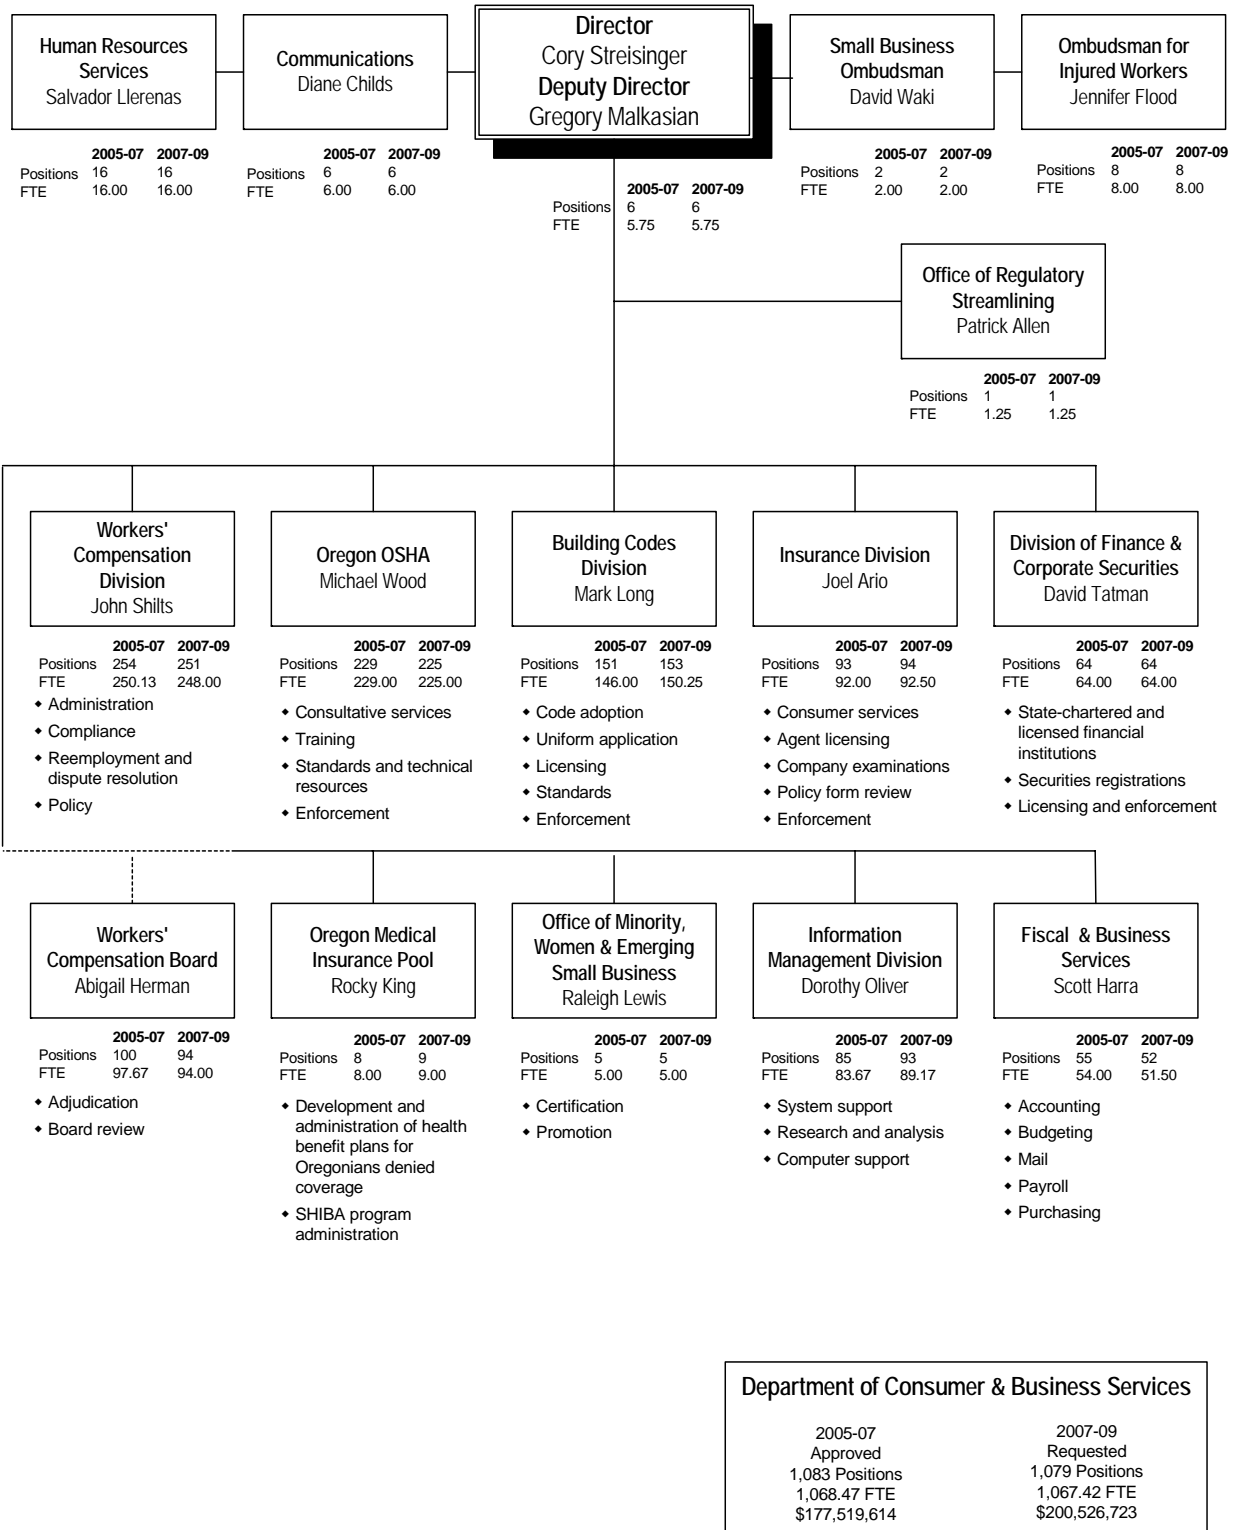 Human Resources
Services
Salvador Llerenas
Communications
Diane Childs
Director
Cory Streisinger
Deputy Director
Gregory Malkasian
Small Business
Ombudsman
David Waki
Ombudsman for
Injured Workers
Jennifer Flood
2005-07 2007-09
Positions 16 16
FTE 16.00 16.00
2005-07 2007-09
Positions 6 6
FTE 6.00 6.00
2005-07 2007-09
Positions 6 6
FTE 5.75 5.75
2005-07 2007-09
Positions 2 2
FTE 2.00 2.00
2005-07 2007-09
Positions 8 8
FTE 8.00 8.00
Office of Regulatory
Streamlining
Patrick Allen
2005-07 2007-09
Positions 1 1
FTE 1.25 1.25
Workers'
Compensation
Division
John Shilts
2005-07 2007-09
Positions 254 251
FTE 250.13 248.00
◆ Administration
◆ Compliance
◆ Reemployment and
dispute resolution
◆ Policy
Oregon OSHA
Michael Wood
2005-07 2007-09
Positions 229 225
FTE 229.00 225.00
◆ Consultative services
◆ Training
◆ Standards and technical
resources
◆ Enforcement
Building Codes
Division
Mark Long
2005-07 2007-09
Positions 151 153
FTE 146.00 150.25
◆ Code adoption
◆ Uniform application
◆ Licensing
◆ Standards
◆ Enforcement
Insurance Division
Joel Ario
2005-07 2007-09
Positions 93 94
FTE 92.00 92.50
◆ Consumer services
◆ Agent licensing
◆ Company examinations
◆ Policy form review
◆ Enforcement
Division of Finance &
Corporate Securities
David Tatman
2005-07 2007-09
Positions 64 64
FTE 64.00 64.00
◆ State-chartered and
licensed financial
institutions
◆ Securities registrations
◆ Licensing and enforcement
Workers'
Compensation Board
Abigail Herman
2005-07 2007-09
Positions 100 94
FTE 97.67 94.00
◆ Adjudication
◆ Board review
Oregon Medical
Insurance Pool
Rocky King
2005-07 2007-09
Positions 8 9
FTE 8.00 9.00
◆ Development and
administration of health
benefit plans for
Oregonians denied
coverage
◆ SHIBA program
administration
Office of Minority,
Women & Emerging
Small Business
Raleigh Lewis
2005-07 2007-09
Positions 5 5
FTE 5.00 5.00
◆ Certification
◆ Promotion
Information
Management Division
Dorothy Oliver
2005-07 2007-09
Positions 85 93
FTE 83.67 89.17
◆ System support
◆ Research and analysis
◆ Computer support
Fiscal & Business
Services
Scott Harra
2005-07 2007-09
Positions 55 52
FTE 54.00 51.50
◆ Accounting
◆ Budgeting
◆ Mail
◆ Payroll
◆ Purchasing
Department of Consumer & Business Services
2005-07
Approved
1,083 Positions
1,068.47 FTE
$177,519,614
2007-09
Requested
1,079 Positions
1,067.42 FTE
$200,526,723